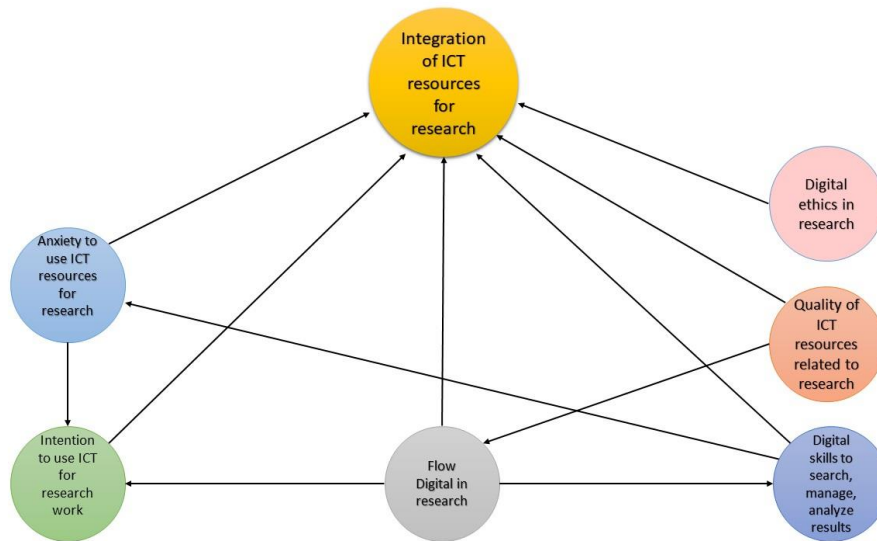 Integration
of ICT
resources
for
research
Digital
ethics in
research
Anxiety to
use ICT
resources
for
research
Quality of
ICT
resources
related to
research
Intention
to use ICT
for
research
work
Flow
Digital in
research
Digital
skills to
search,
manage,
analyze
results